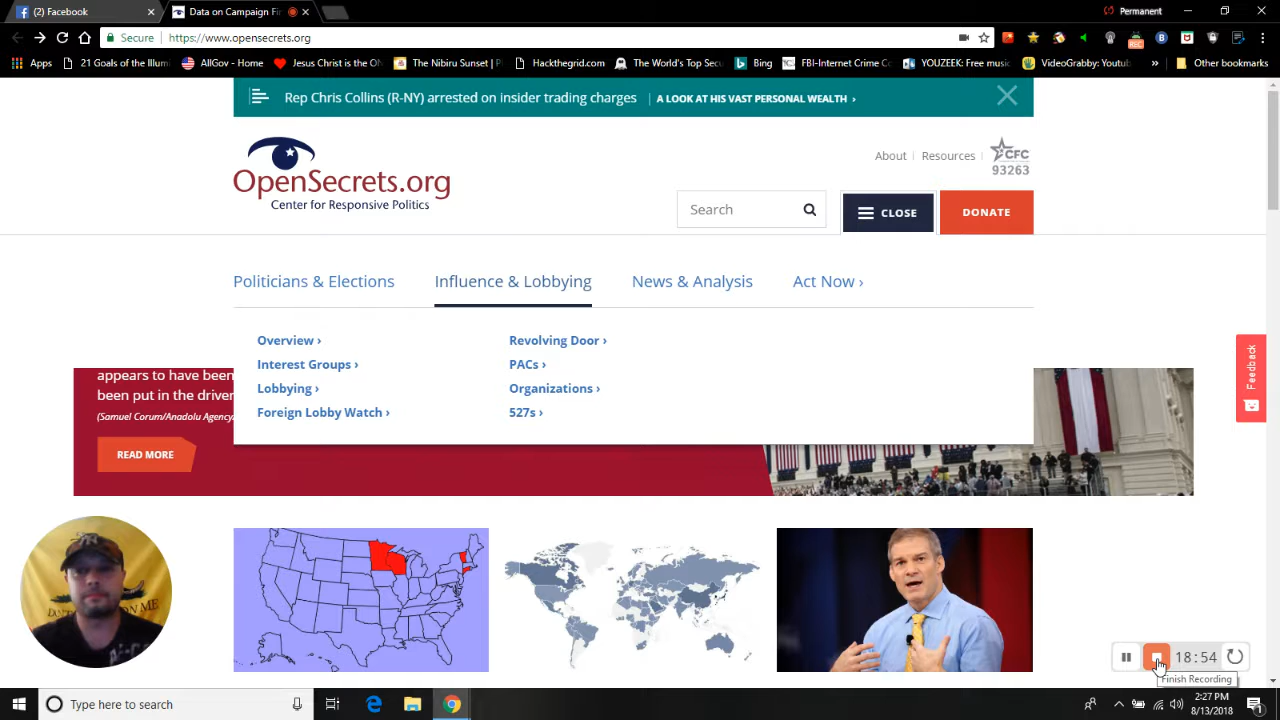 Facebook
Data on Campaign Fi
Permanent
Secure
https://www.opensecrets.org
Apps
21 Goals of the Illumi
AllGov - Home
Jesus Christ is the Oh
The Nibiru Sunset | P
Hackthegrid.com
The World's Top Sec
Bing
FBI-Internet Crime C
YOUZEEK: Free music
VideoGrabby: YouTub
»
Rep Chris Collins (R-NY) arrested on insider trading charges
A LOOK AT HIS VAST PERSONAL WEALTH ›
OpenSecrets.org
Center for Responsive Politics
About
Resources
CFC
93263
Search
CLOSE
DONATE
Politicians & Elections
Influence & Lobbying
News & Analysis
Act Now ›
Overview ›
Revolving Door ›
Interest Groups ›
PACs ›
Lobbying ›
Organizations ›
Foreign Lobby Watch ›
527s ›
appears to have been
been put in the driver
(Samuel Corum/Anadolu Agency
READ MORE
Feedback
18:54
Finish Recording
Type here to search
2:27 PM
8/13/2018